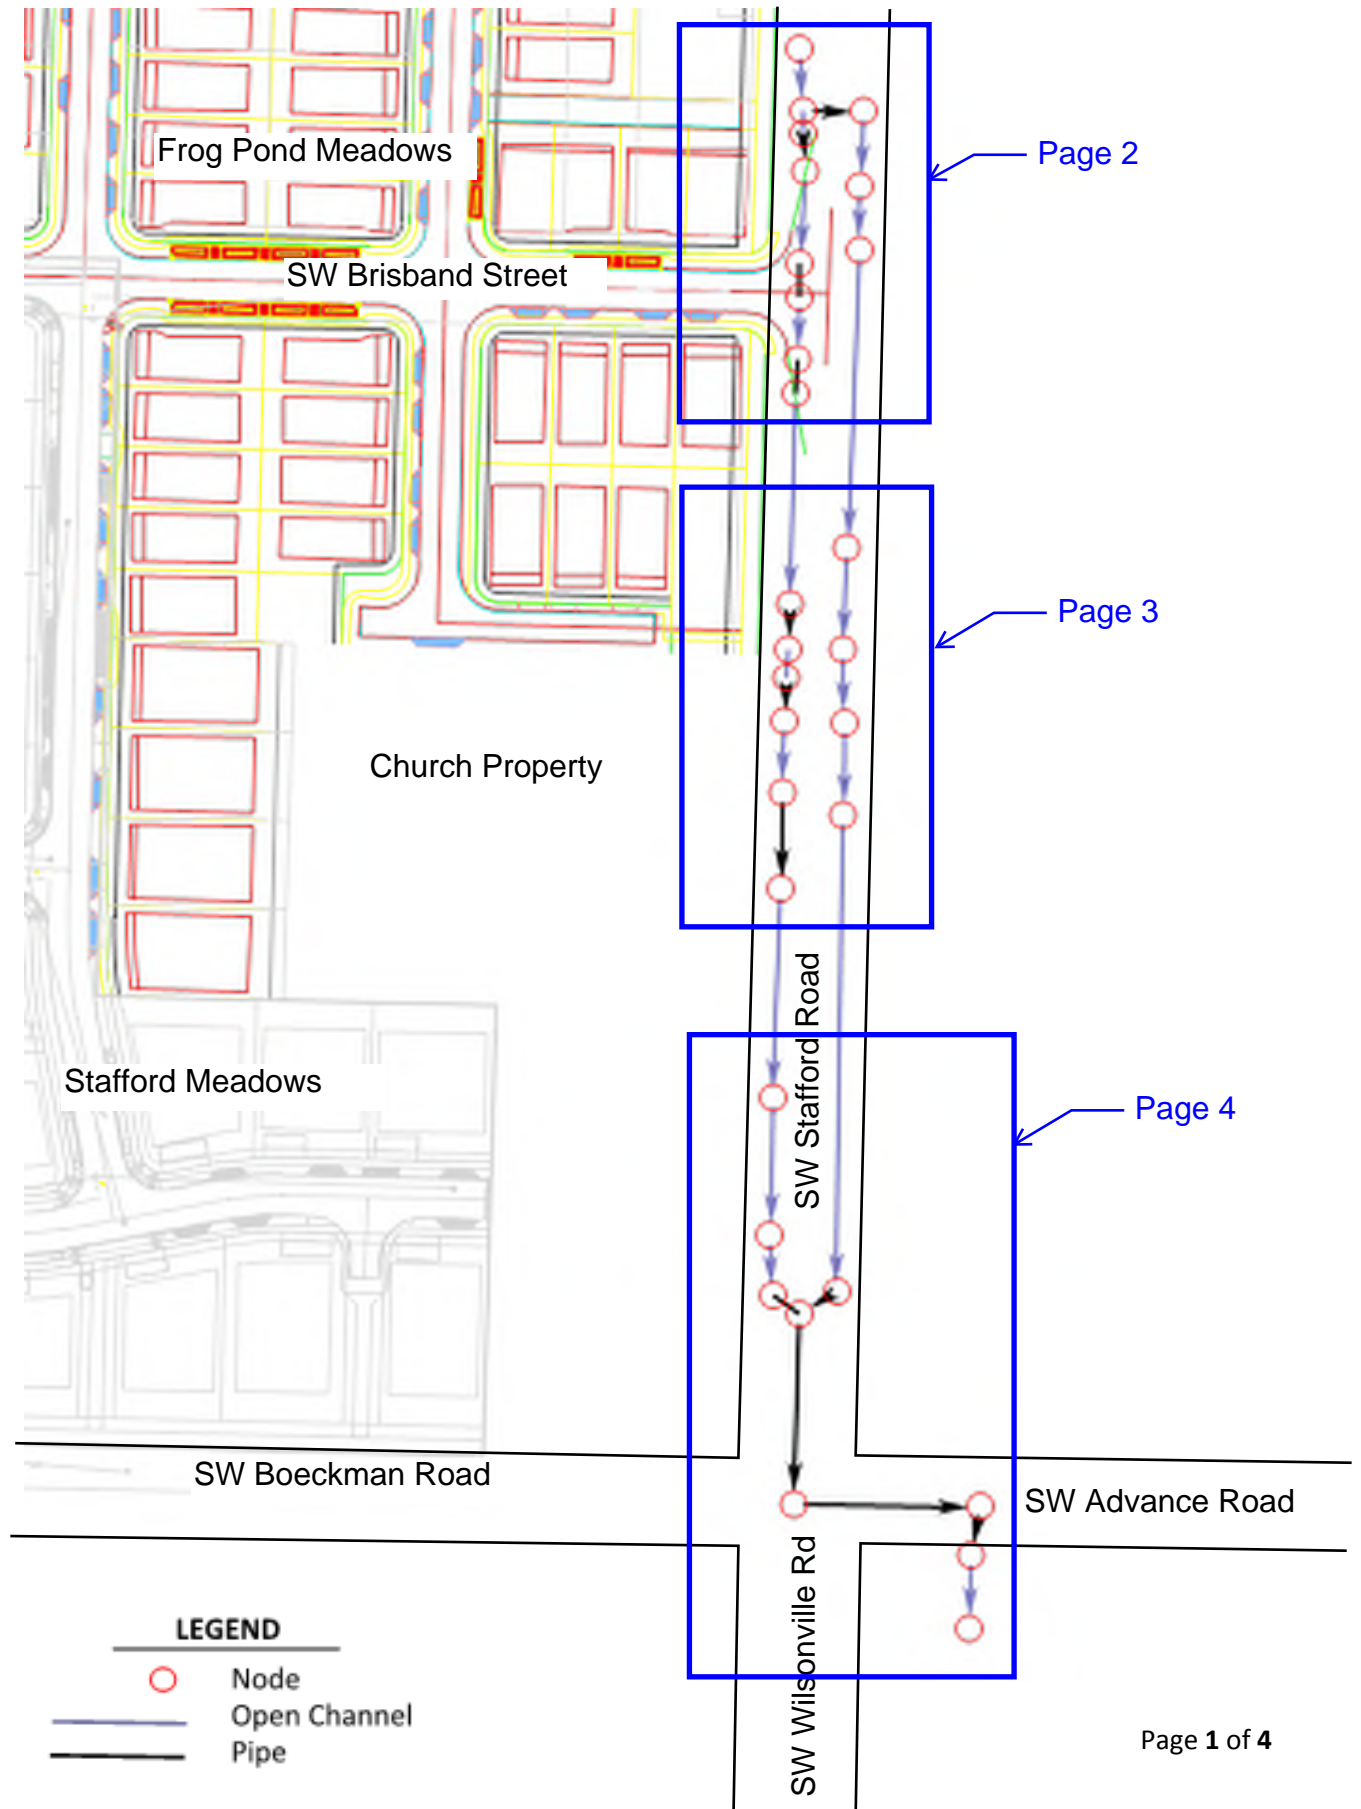 Frog Pond Meadows
Page 2
SW Brisband Street
Page 3
Church Property
SW Stafford Road
Stafford Meadows
Page 4
SW Boeckman Road
SW Advance Road
SW Wilsonville Rd
LEGEND
Node
Open Channel
Pipe
Page 1 of 4